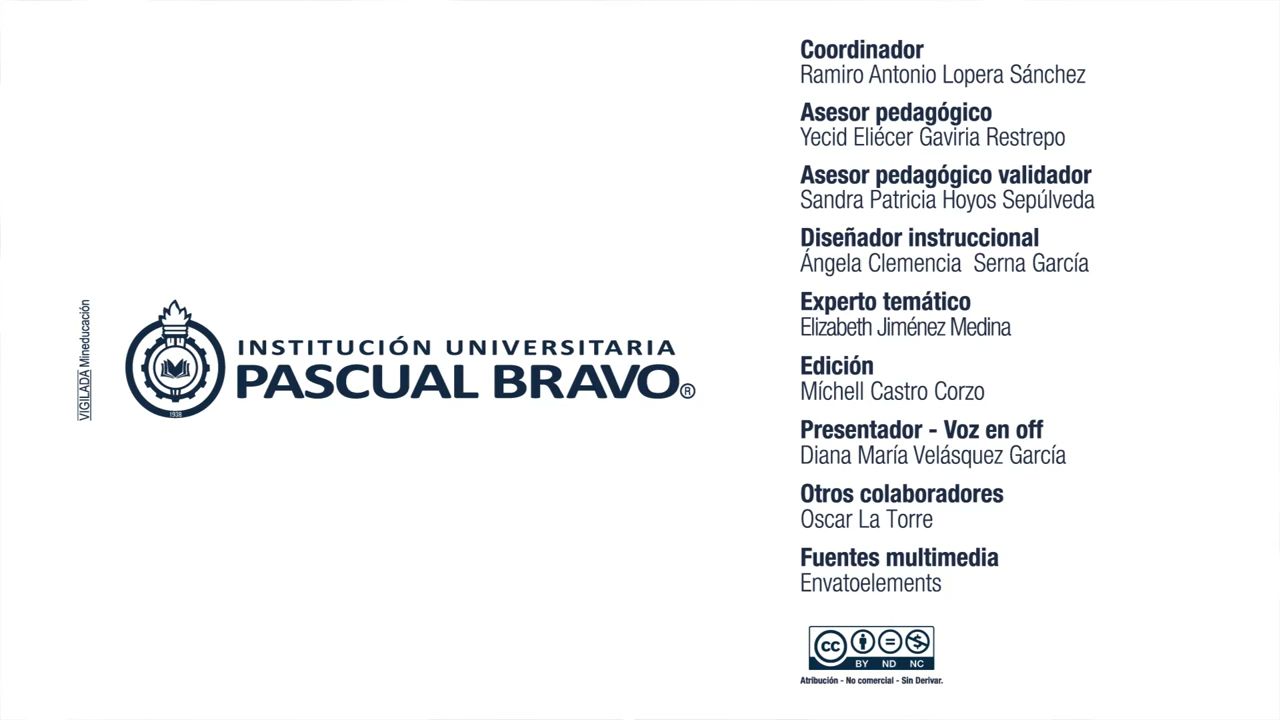 VIGILADA Mineducación
1938
INSTITUCIÓN UNIVERSITARIA
PASCUAL BRAVO®
Coordinador
Ramiro Antonio Lopera Sánchez
Asesor pedagógico
Yecid Eliécer Gaviria Restrepo
Asesor pedagógico validador
Sandra Patricia Hoyos Sepúlveda
Diseñador instruccional
Ángela Clemencia  Serna García
Experto temático
Elizabeth Jiménez Medina
Edición
Míchell Castro Corzo
Presentador - Voz en off
Diana María Velásquez García
Otros colaboradores
Oscar La Torre
Fuentes multimedia
Envatoelements
cc BY ND NC
Atribución - No comercial - Sin Derivar.